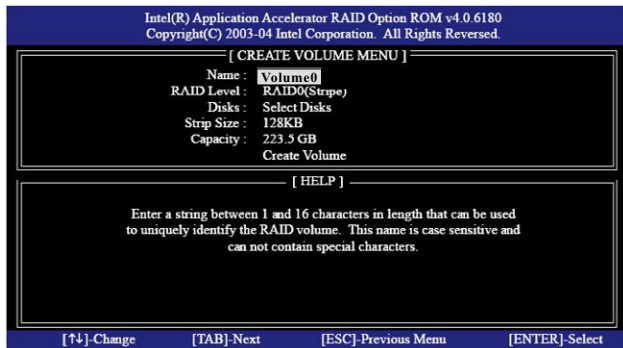 Intel(R) Application Accelerator RAID Option ROM v4.0.6180
Copyright(C) 2003-04 Intel Corporation. All Rights Reversed.
[ CREATE VOLUME MENU ]
Name : Volume0
RAID Level : RAID0(Stripe)
Disks : Select Disks
Strip Size : 128KB
Capacity : 223.5 GB
Create Volume
[ HELP ]
Enter a string between 1 and 16 characters in length that can be used
to uniquely identify the RAID volume. This name is case sensitive and
can not contain special characters.
[↑↓]-Change [TAB]-Next [ESC]-Previous Menu [ENTER]-Select